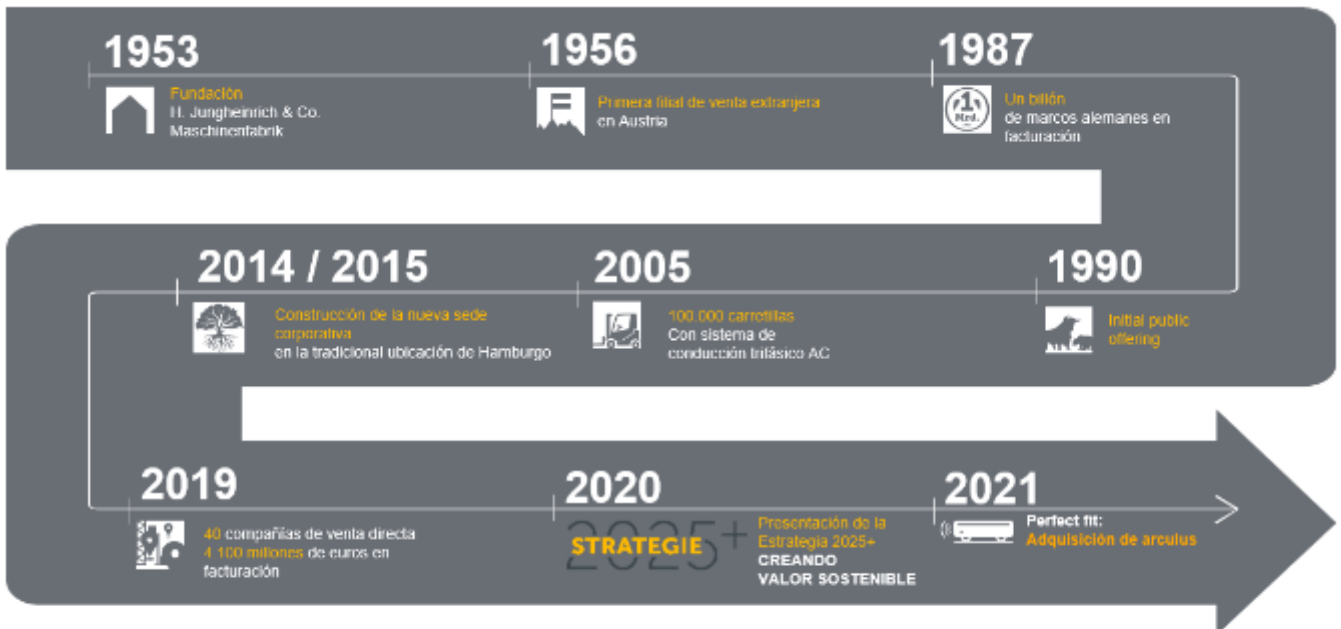 1953
Fundación
H. Jungheinrich & Co.
Maschinenfabrik
1956
Primera filial de venta extranjera
en Austria
1987
1
Mrd.
Un billón
de marcos alemanes en
facturación
1990
Initial public
offering
2005
100.000 carretillas
Con sistema de
conducción trifásico AC
2014 / 2015
Construcción de la nueva sede
corporativa
en la tradicional ubicación de Hamburgo
2019
40 compañías de venta directa
4 100 millones de euros en
facturación
2020
2025+
STRATEGIE
Presentación de la
Estrategia 2025+
CREANDO
VALOR SOSTENIBLE
2021
Perfect fit:
Adquisición de arculus